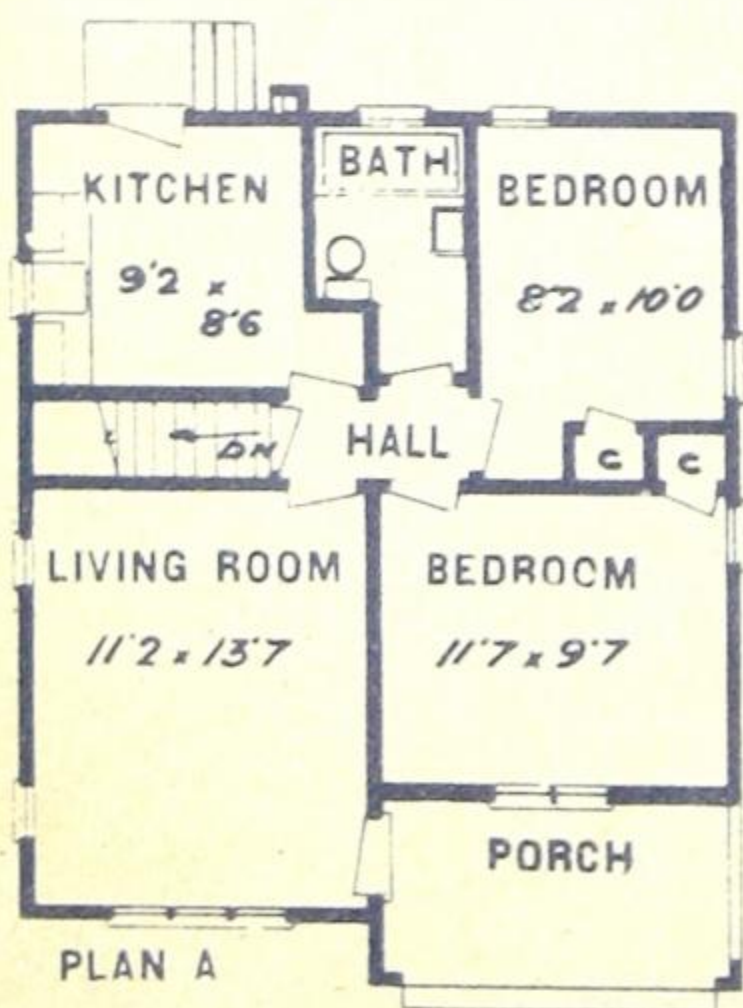 KITCHEN
9'2 x
8'6
BATH
BEDROOM
8'2 x 10'0
DN
HALL
C
C
LIVING ROOM
11'2 x 13'7
BEDROOM
11'7 x 9'7
PORCH
PLAN A